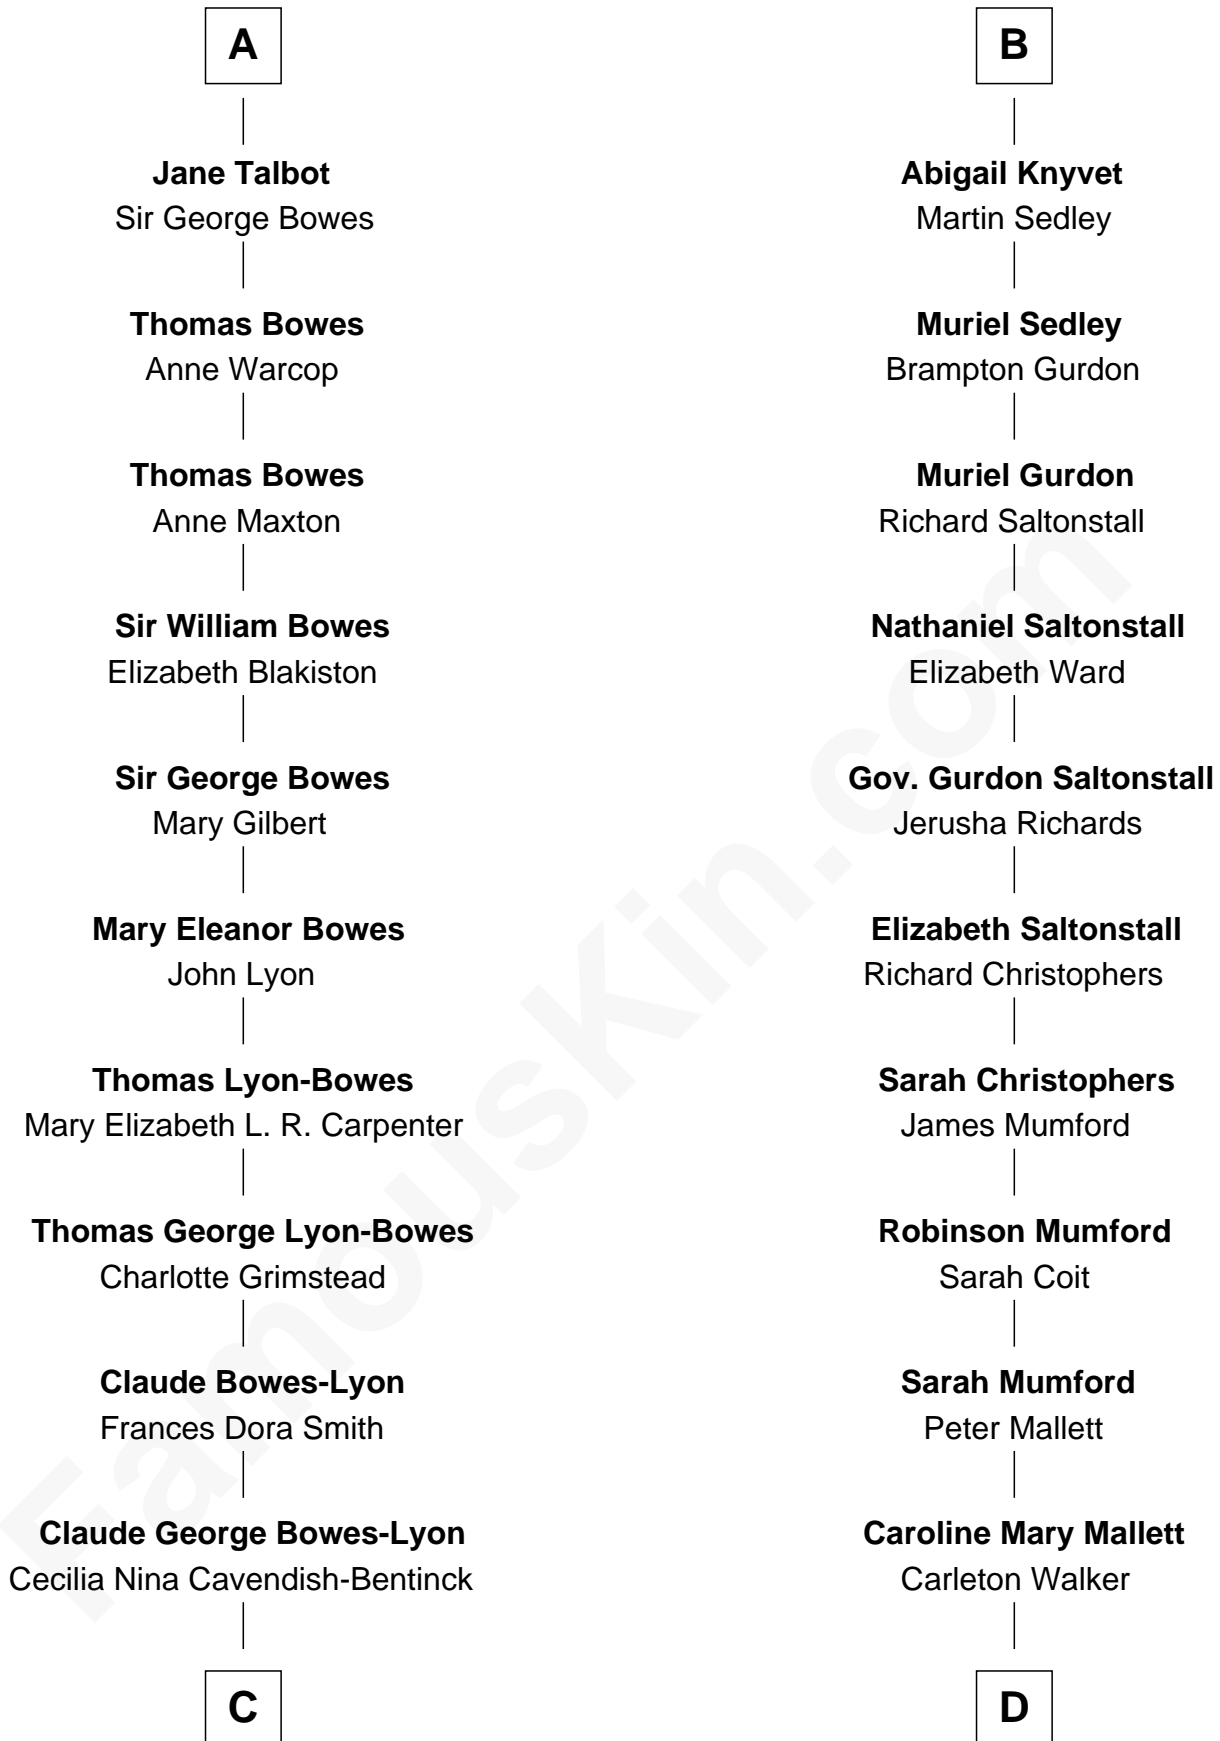 A
Jane Talbot
Sir George Bowes
Thomas Bowes
Anne Warcop
Thomas Bowes
Anne Maxton
Sir William Bowes
Elizabeth Blakiston
Sir George Bowes
Mary Gilbert
Mary Eleanor Bowes
John Lyon
Thomas Lyon-Bowes
Mary Elizabeth L. R. Carpenter
Thomas George Lyon-Bowes
Charlotte Grimstead
Claude Bowes-Lyon
Frances Dora Smith
Claude George Bowes-Lyon
Cecilia Nina Cavendish-Bentinck
C
B
Abigail Knyvet
Martin Sedley
Muriel Sedley
Brampton Gurdon
Muriel Gurdon
Richard Saltonstall
Nathaniel Saltonstall
Elizabeth Ward
Gov. Gurdon Saltonstall
Jerusha Richards
Elizabeth Saltonstall
Richard Christophers
Sarah Christophers
James Mumford
Robinson Mumford
Sarah Coit
Sarah Mumford
Peter Mallett
Caroline Mary Mallett
Carleton Walker
D
FamousKin.com